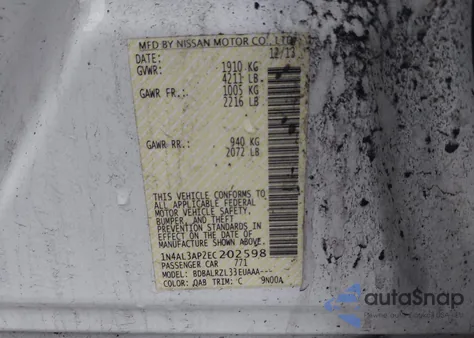 MFD BY NISSAN MOTOR CO., LTD.
DATE: 12/13
GVWR: 1910 KG
4211 LB
GAWR FR.: 1005 KG
2216 LB
GAWR RR.: 940 KG
2072 LB
THIS VEHICLE CONFORMS TO
ALL APPLICABLE FEDERAL
MOTOR VEHICLE SAFETY,
BUMPER, AND THEFT
PREVENTION STANDARDS IN
EFFECT ON THE DATE OF
MANUFACTURE SHOWN ABOVE.
1N4AL3AP2EC202598
PASSENGER CAR 771
MODEL: BDBALRZL33EUAAA---
COLOR: QAB TRIM: C 9N00A
autoSnap